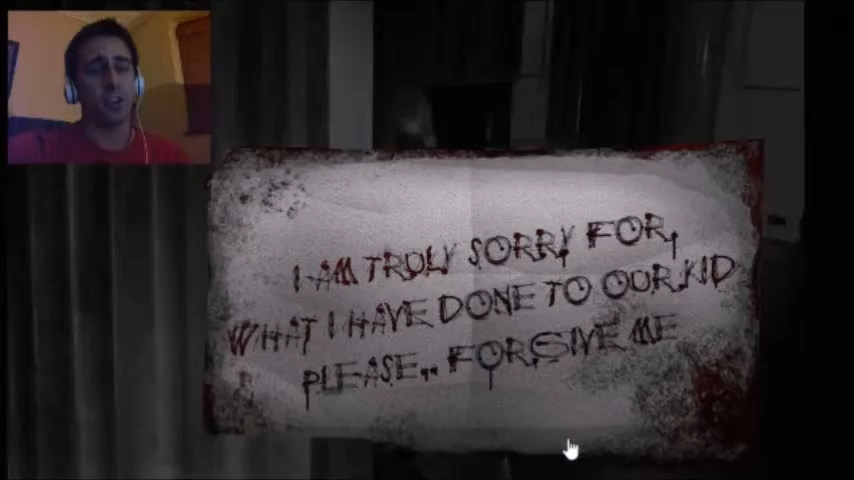 I AM TRULY SORRY FOR,
WHAT I HAVE DONE TO OUR KID
PLEASE.. FORGIVE ME